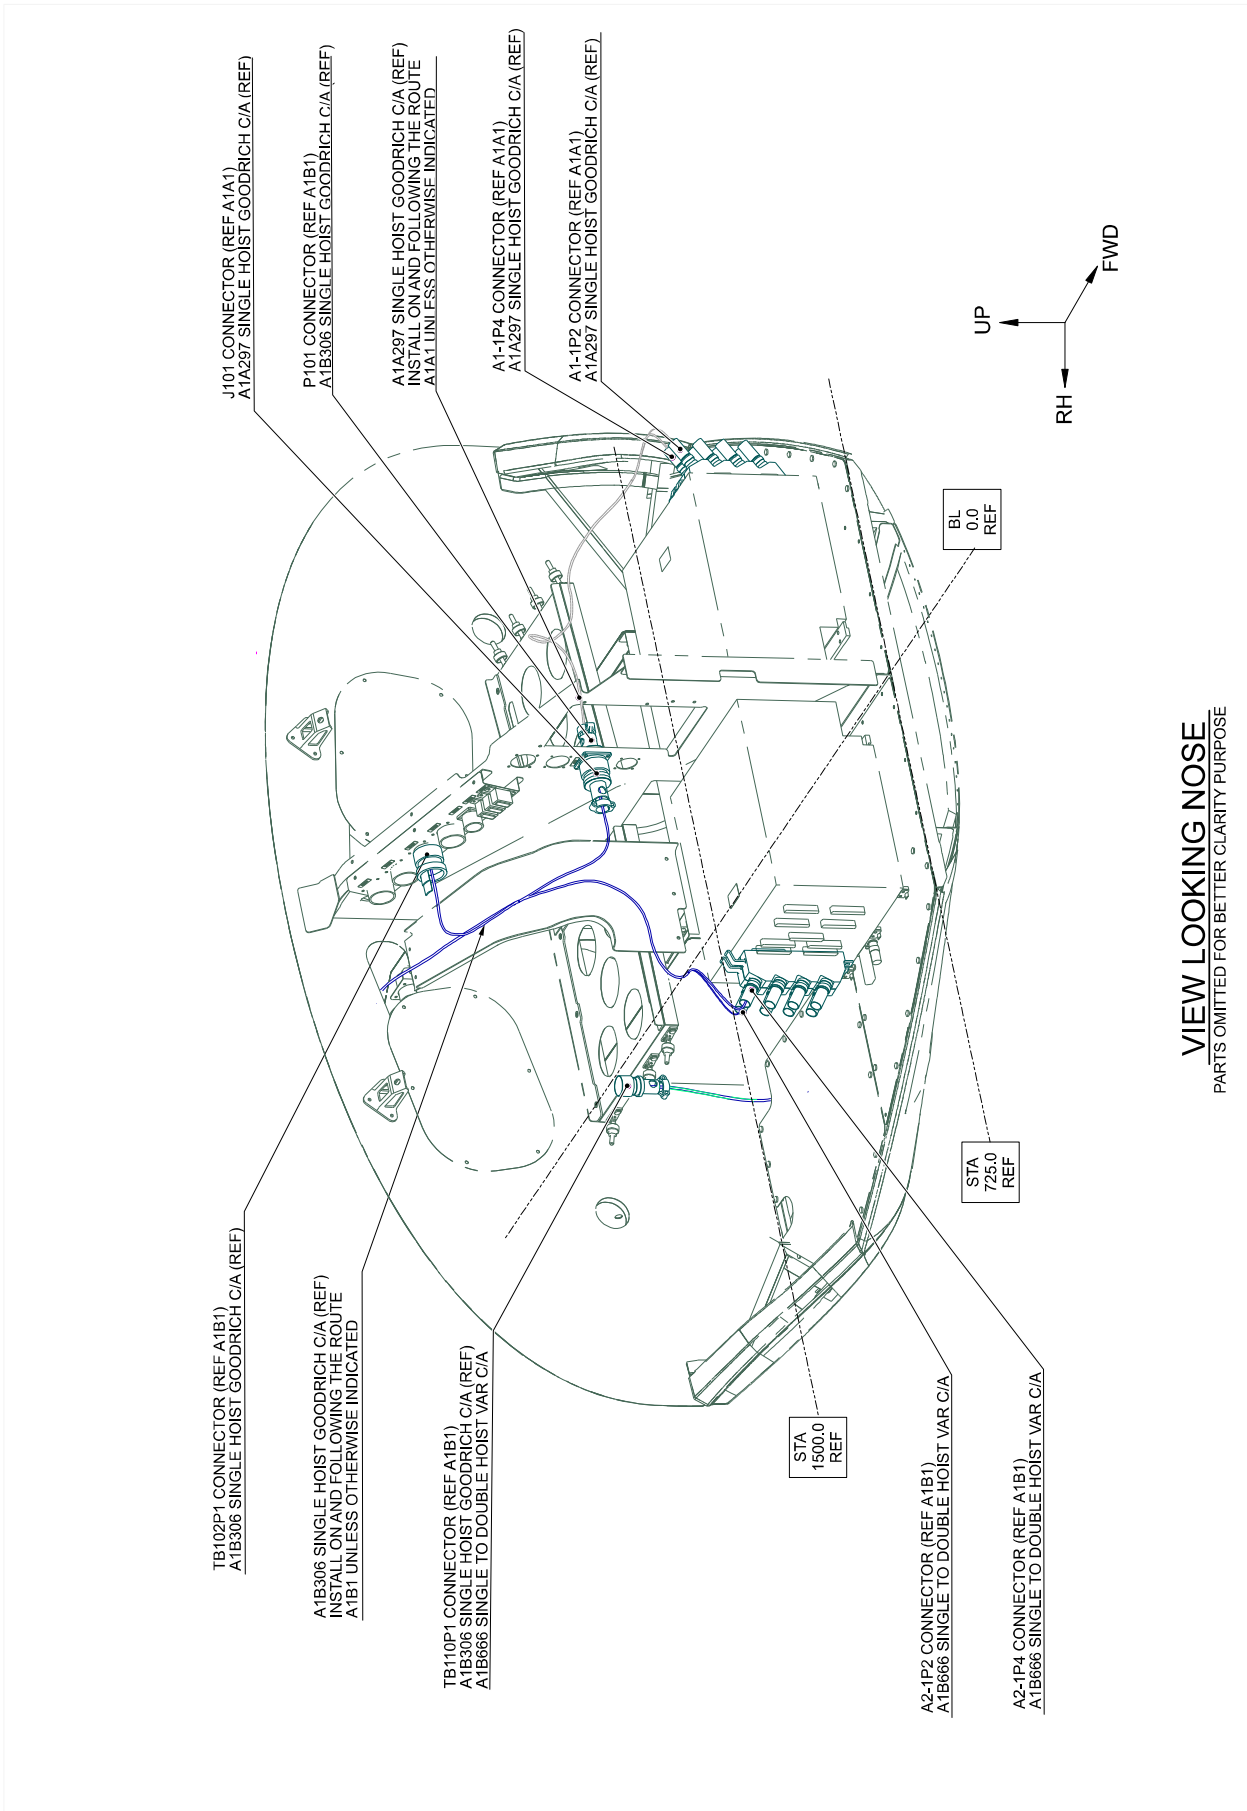 TB102P1 CONNECTOR (REF A1B1)
A1B306 SINGLE HOIST GOODRICH C/A (REF)
A1B306 SINGLE HOIST GOODRICH C/A (REF)
INSTALL ON AND FOLLOWING THE ROUTE
A1B1 UNLESS OTHERWISE INDICATED
TB110P1 CONNECTOR (REF A1B1)
A1B306 SINGLE HOIST GOODRICH C/A (REF)
A1B666 SINGLE TO DOUBLE HOIST VAR C/A
A2-1P2 CONNECTOR (REF A1B1)
A1B666 SINGLE TO DOUBLE HOIST VAR C/A
A2-1P4 CONNECTOR (REF A1B1)
A1B666 SINGLE TO DOUBLE HOIST VAR C/A
STA
1500.0
REF
STA
725.0
REF
BL
0.0
REF
J101 CONNECTOR (REF A1A1)
A1A297 SINGLE HOIST GOODRICH C/A (REF)
P101 CONNECTOR (REF A1B1)
A1B306 SINGLE HOIST GOODRICH C/A (REF)
A1A297 SINGLE HOIST GOODRICH C/A (REF)
INSTALL ON AND FOLLOWING THE ROUTE
A1A1 UNLESS OTHERWISE INDICATED
A1-1P4 CONNECTOR (REF A1A1)
A1A297 SINGLE HOIST GOODRICH C/A (REF)
A1-1P2 CONNECTOR (REF A1A1)
A1A297 SINGLE HOIST GOODRICH C/A (REF)
UP
RH
FWD
VIEW LOOKING NOSE
PARTS OMITTED FOR BETTER CLARITY PURPOSE